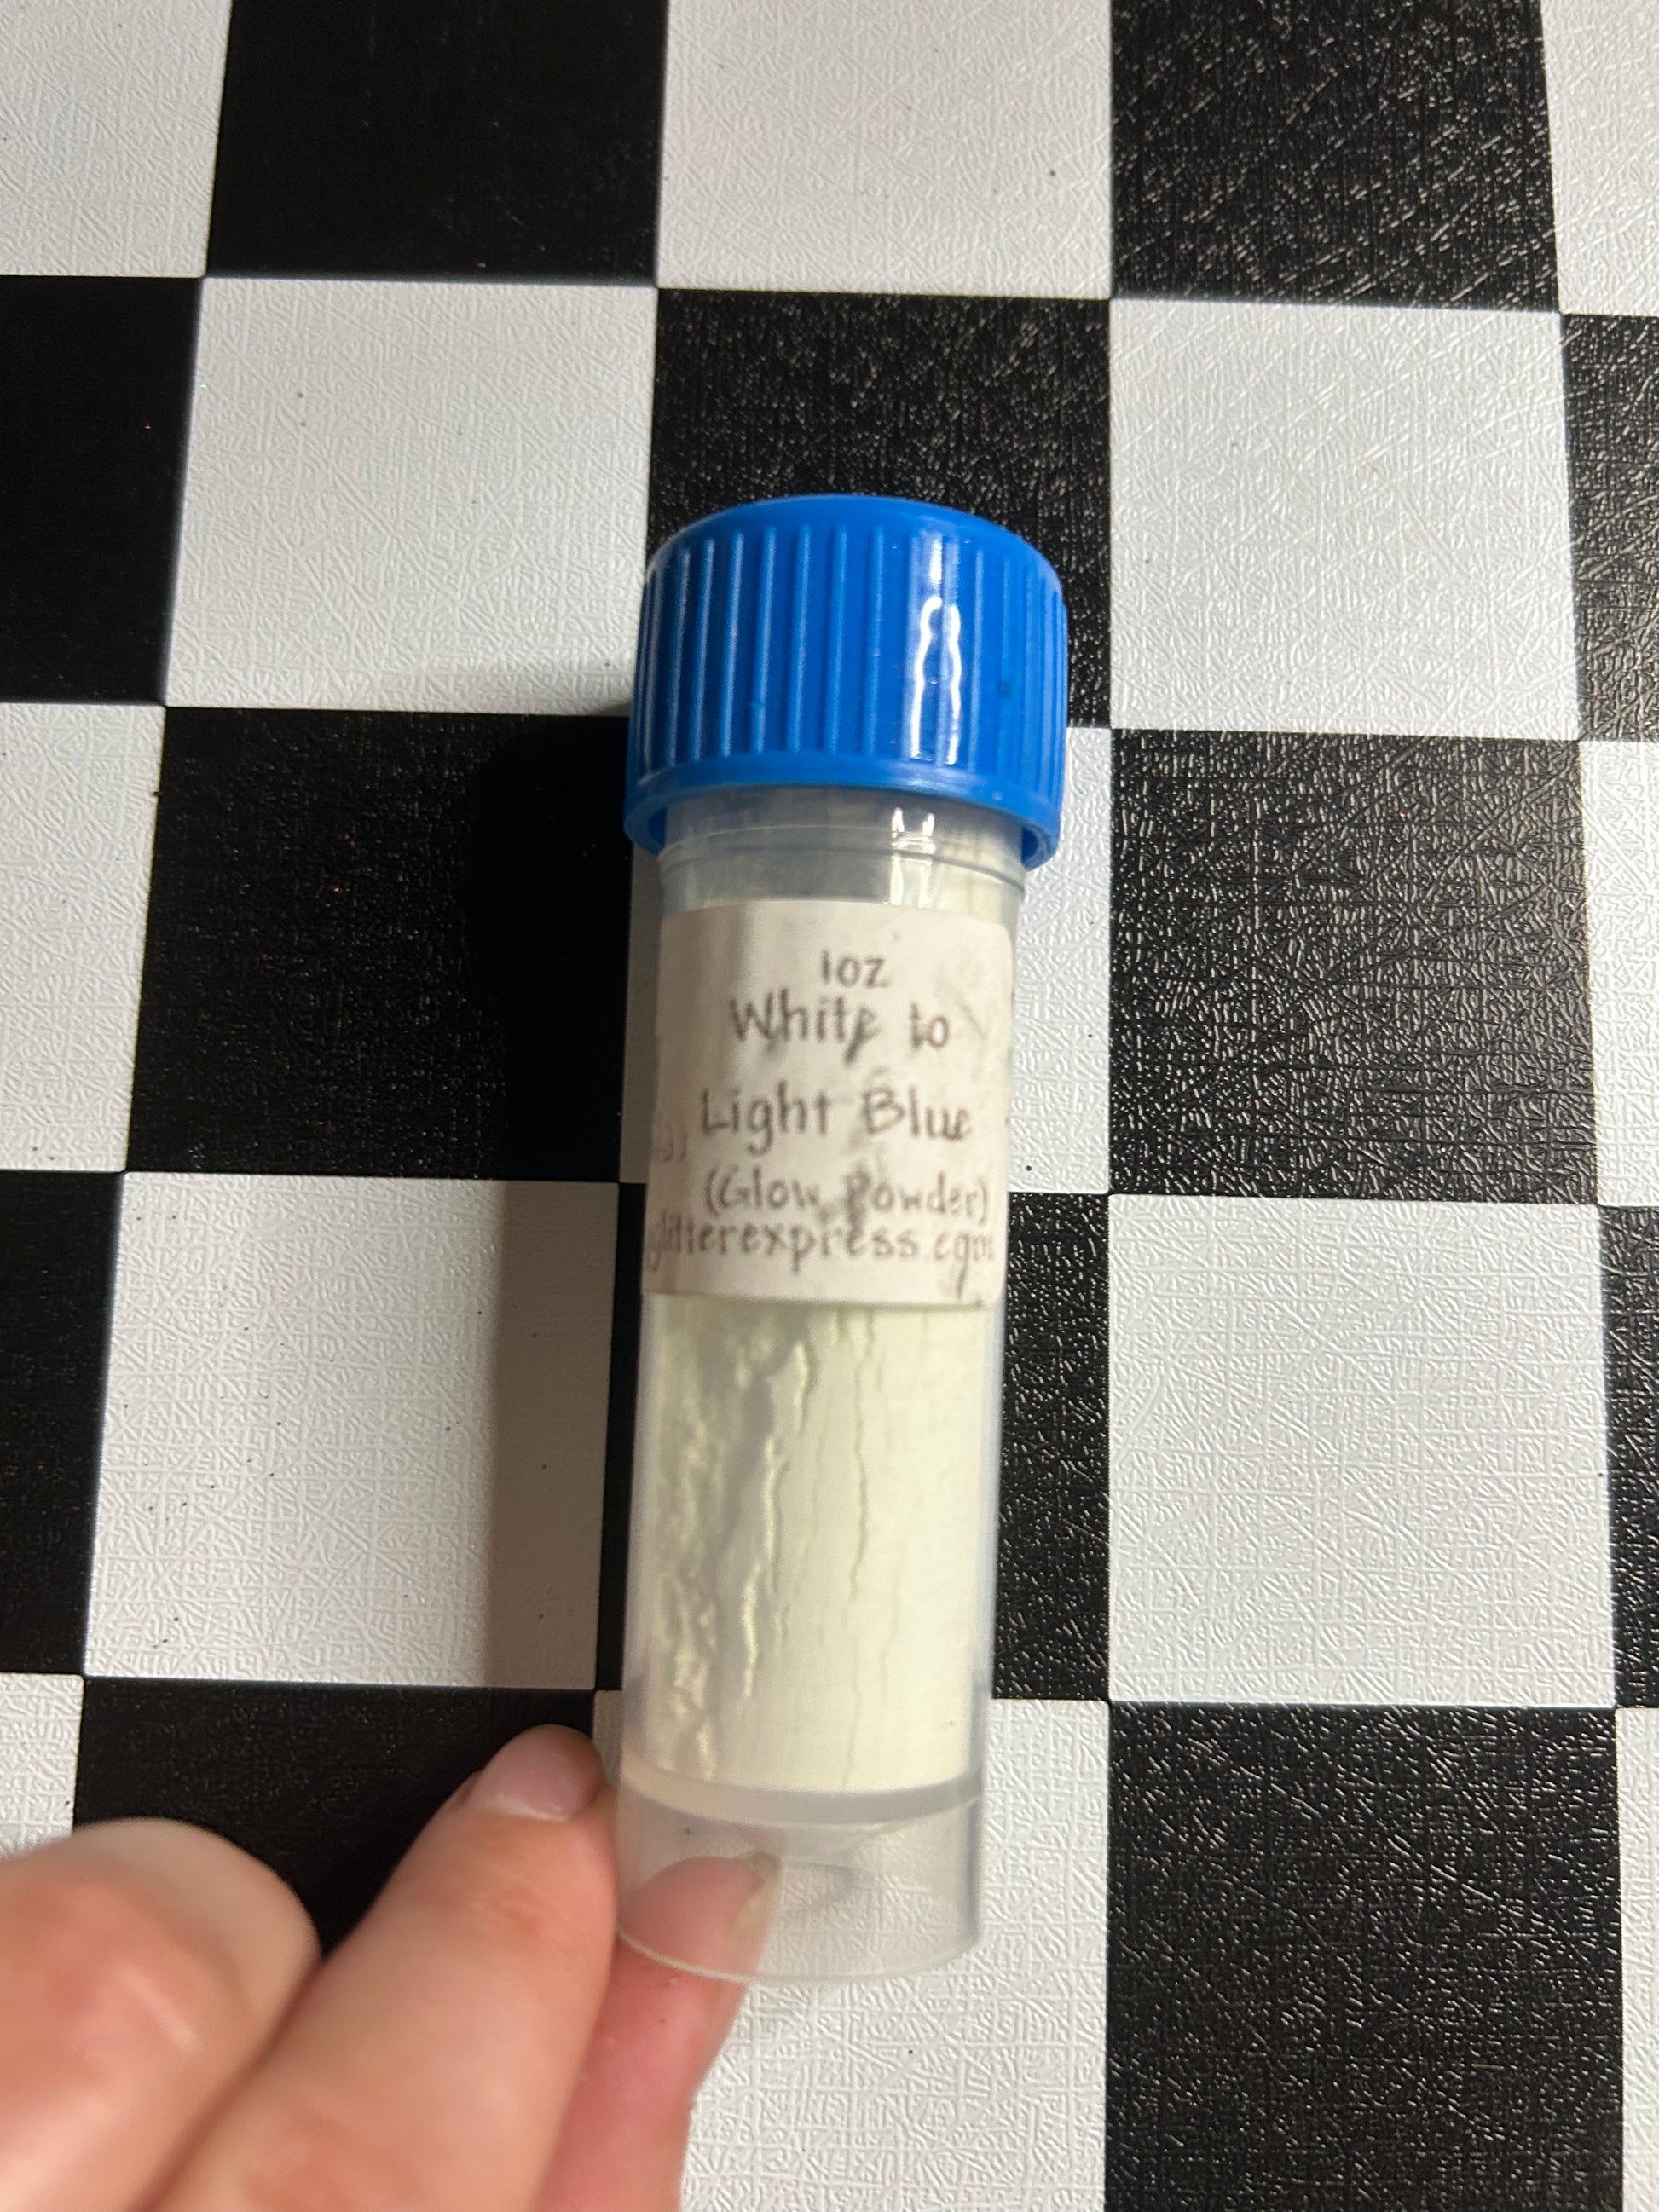 1oz
White to
Light Blue
(Glow Powder)
glitterexpress.com